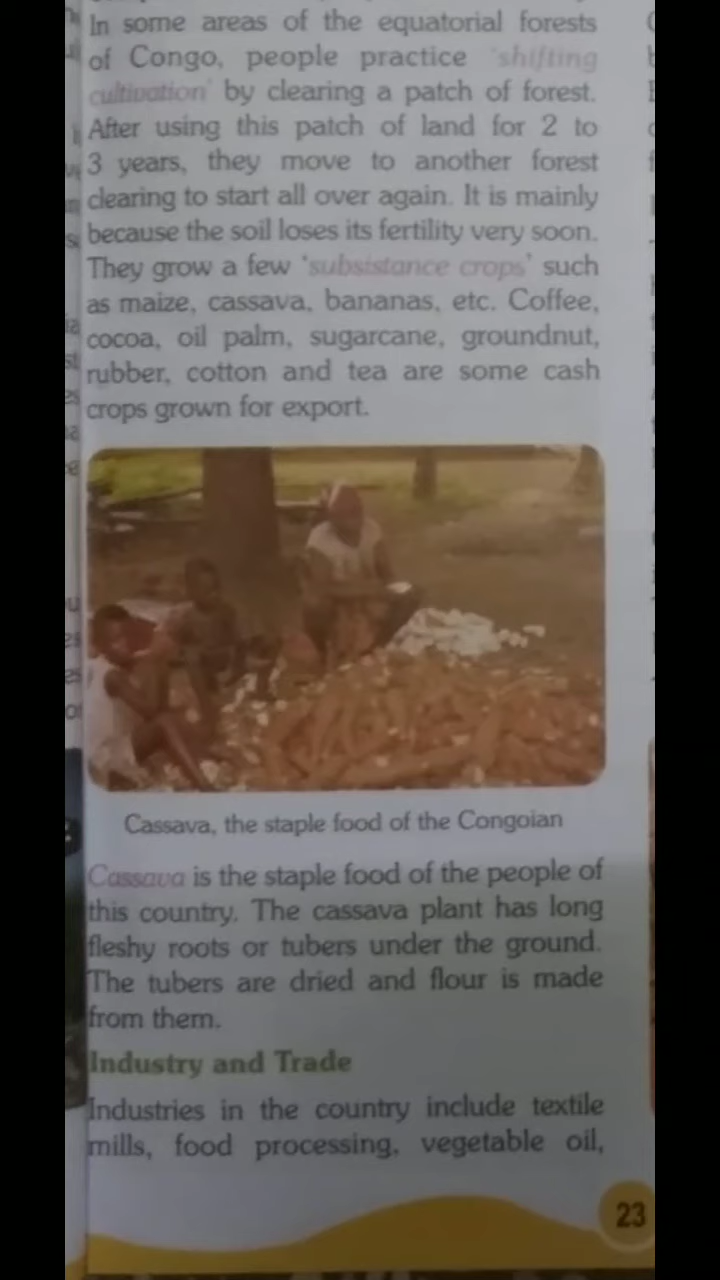 In some areas of the equatorial forests
of Congo, people practice 'shifting
cultivation' by clearing a patch of forest.
After using this patch of land for 2 to
3 years, they move to another forest
clearing to start all over again. It is mainly
because the soil loses its fertility very soon.
They grow a few 'subsistance crops' such
as maize, cassava, bananas, etc. Coffee,
cocoa, oil palm, sugarcane, groundnut,
rubber, cotton and tea are some cash
crops grown for export.
Cassava, the staple food of the Congoian
Cassava is the staple food of the people of
this country. The cassava plant has long
fleshy roots or tubers under the ground.
The tubers are dried and flour is made
from them.
Industry and Trade
Industries in the country include textile
mills, food processing, vegetable oil,
23